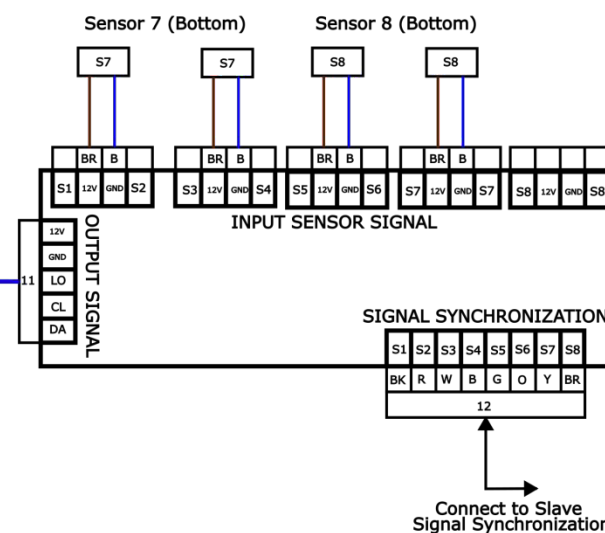 Sensor 7 (Bottom) Sensor 8 (Bottom)
S7 S7 S8 S8
BR B BR B BR B BR B
S1 12V GND S2 S3 12V GND S4 S5 12V GND S6 S7 12V GND S7 S8 12V GND S8
INPUT SENSOR SIGNAL
OUTPUT SIGNAL
12V
GND
11 LO
CL
DA
SIGNAL SYNCHRONIZATION
S1 S2 S3 S4 S5 S6 S7 S8
BK R W B G O Y BR
12
Connect to Slave
Signal Synchronization